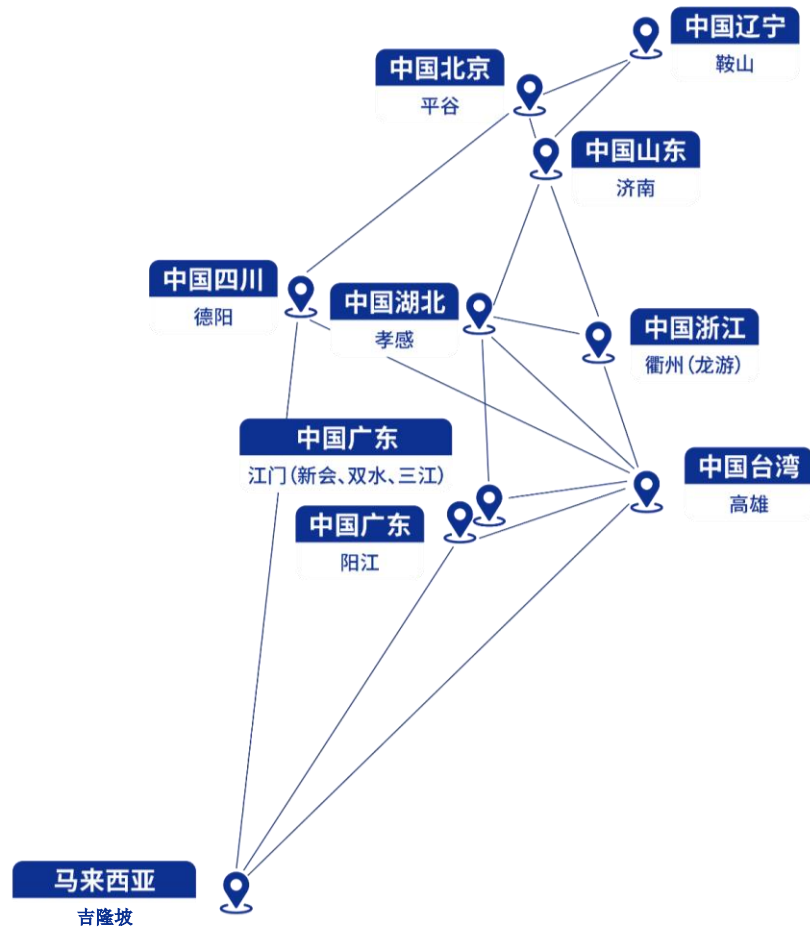 中国辽宁
鞍山
中国北京
平谷
中国山东
济南
中国四川
德阳
中国湖北
孝感
中国浙江
衢州(龙游)
中国广东
江门(新会、双水、三江)
中国台湾
高雄
中国广东
阳江
马来西亚
吉隆坡